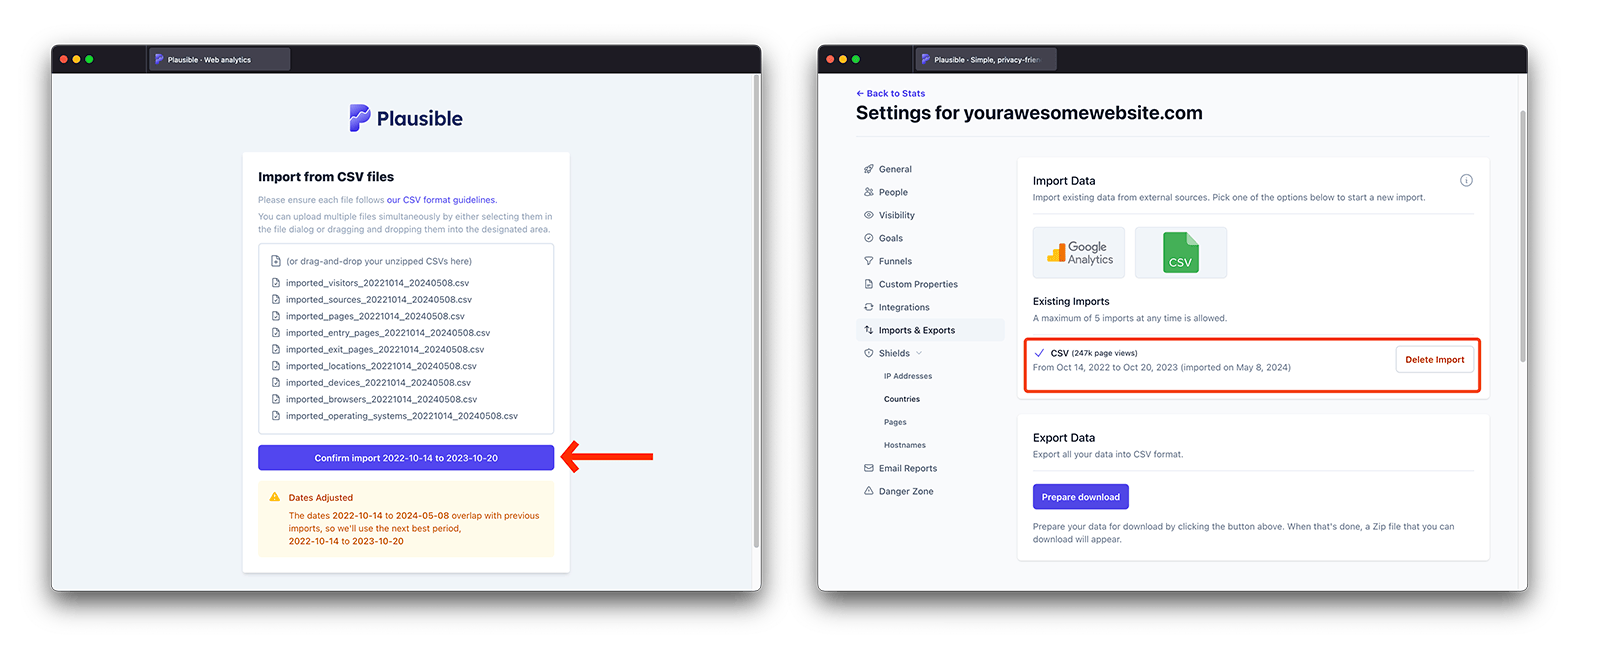 Plausible · Web analytics
Plausible
Import from CSV files
Please ensure each file follows our CSV format guidelines.
You can upload multiple files simultaneously by either selecting them in
the file dialog or dragging and dropping them into the designated area.
(or drag-and-drop your unzipped CSVs here)
imported_visitors_20221014_20240508.csv
imported_sources_20221014_20240508.csv
imported_pages_20221014_20240508.csv
imported_entry_pages_20221014_20240508.csv
imported_exit_pages_20221014_20240508.csv
imported_locations_20221014_20240508.csv
imported_devices_20221014_20240508.csv
imported_browsers_20221014_20240508.csv
imported_operating_systems_20221014_20240508.csv
Confirm import 2022-10-14 to 2023-10-20
Dates Adjusted
The dates 2022-10-14 to 2024-05-08 overlap with previous
imports, so we'll use the next best period,
2022-10-14 to 2023-10-20
Plausible · Simple, privacy-frien
← Back to Stats
Settings for yourawesomewebsite.com
General
People
Visibility
Goals
Funnels
Custom Properties
Integrations
Imports & Exports
Shields
IP Addresses
Countries
Pages
Hostnames
Email Reports
Danger Zone
Import Data
Import existing data from external sources. Pick one of the options below to start a new import.
Google
Analytics
CSV
Existing Imports
A maximum of 5 imports at any time is allowed.
CSV (247k page views)
From Oct 14, 2022 to Oct 20, 2023 (imported on May 8, 2024)
Delete Import
Export Data
Export all your data into CSV format.
Prepare download
Prepare your data for download by clicking the button above. When that's done, a Zip file that you can
download will appear.